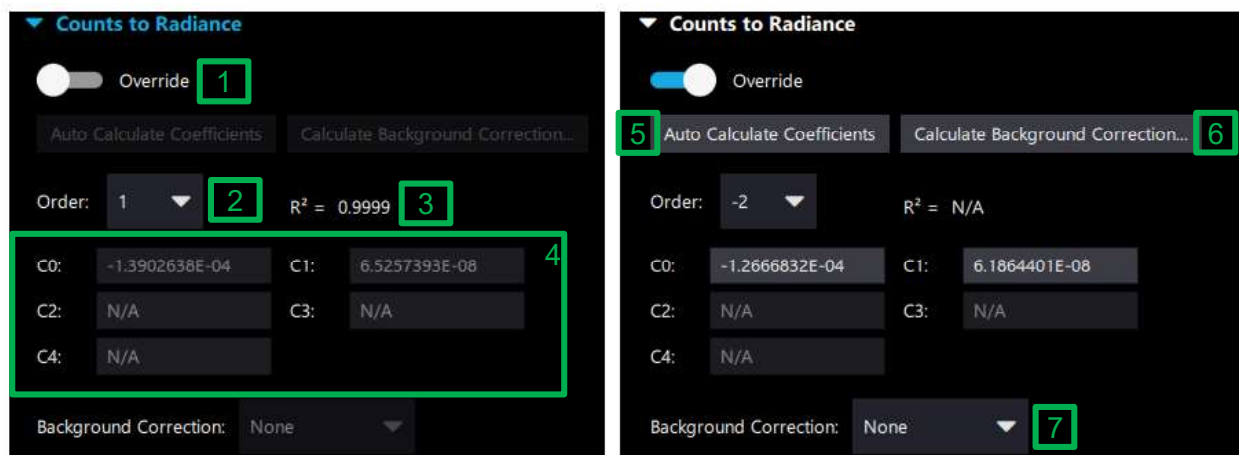 Counts to Radiance
Override 1
Auto Calculate Coefficients Calculate Background Correction...
Order: 1 2 R² = 0.9999 3
4
C0: -1.3902638E-04 C1: 6.5257393E-08
C2: N/A C3: N/A
C4: N/A
Background Correction: None
Counts to Radiance
Override
5 Auto Calculate Coefficients Calculate Background Correction... 6
Order: -2 R² = N/A
C0: -1.2666832E-04 C1: 6.1864401E-08
C2: N/A C3: N/A
C4: N/A
Background Correction: None 7